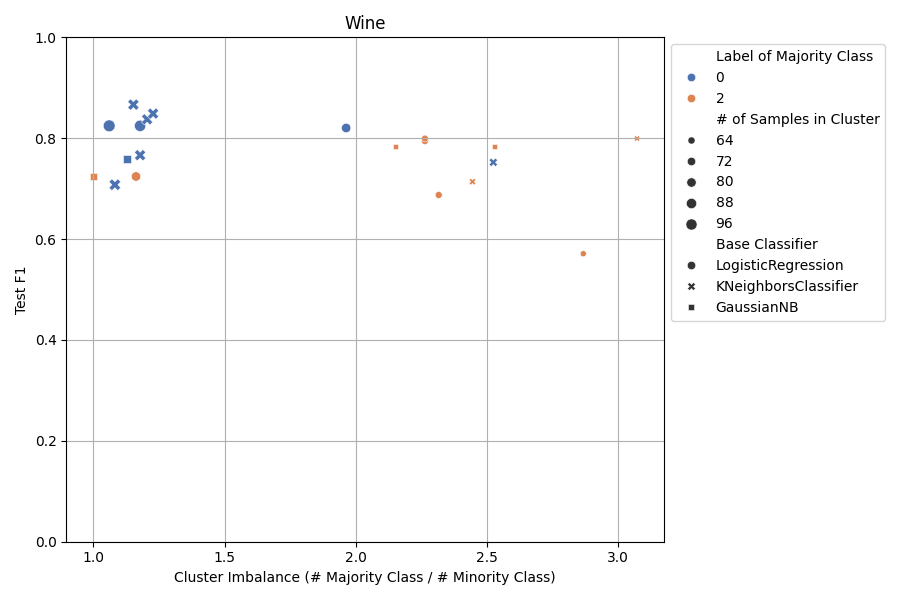 Wine
1.0
0.8
0.6
0.4
0.2
0.0
Test F1
1.0
1.5
2.0
2.5
3.0
Cluster Imbalance (# Majority Class / # Minority Class)
Label of Majority Class
0
2
# of Samples in Cluster
64
72
80
88
96
Base Classifier
LogisticRegression
KNeighborsClassifier
GaussianNB